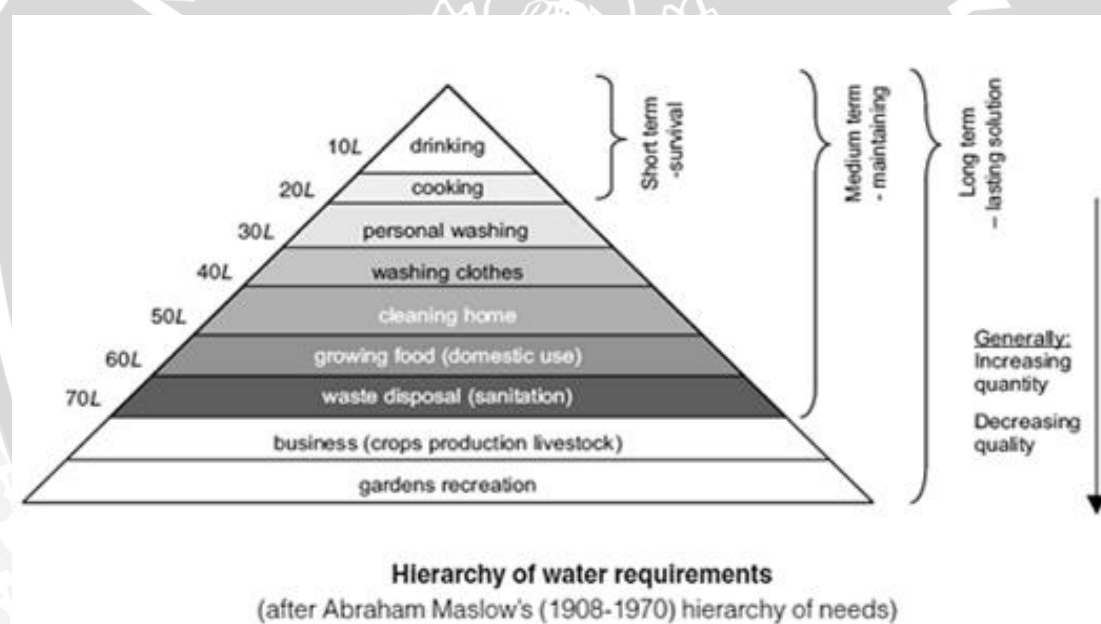 10L drinking
20L cooking
30L personal washing
40L washing clothes
50L cleaning home
60L growing food (domestic use)
70L waste disposal (sanitation)
business (crops production livestock)
gardens recreation
Short term
-survival
Medium term
- maintaining
Long term
– lasting solution
Generally:
Increasing
quantity
Decreasing
quality
Hierarchy of water requirements
(after Abraham Maslow's (1908-1970) hierarchy of needs)